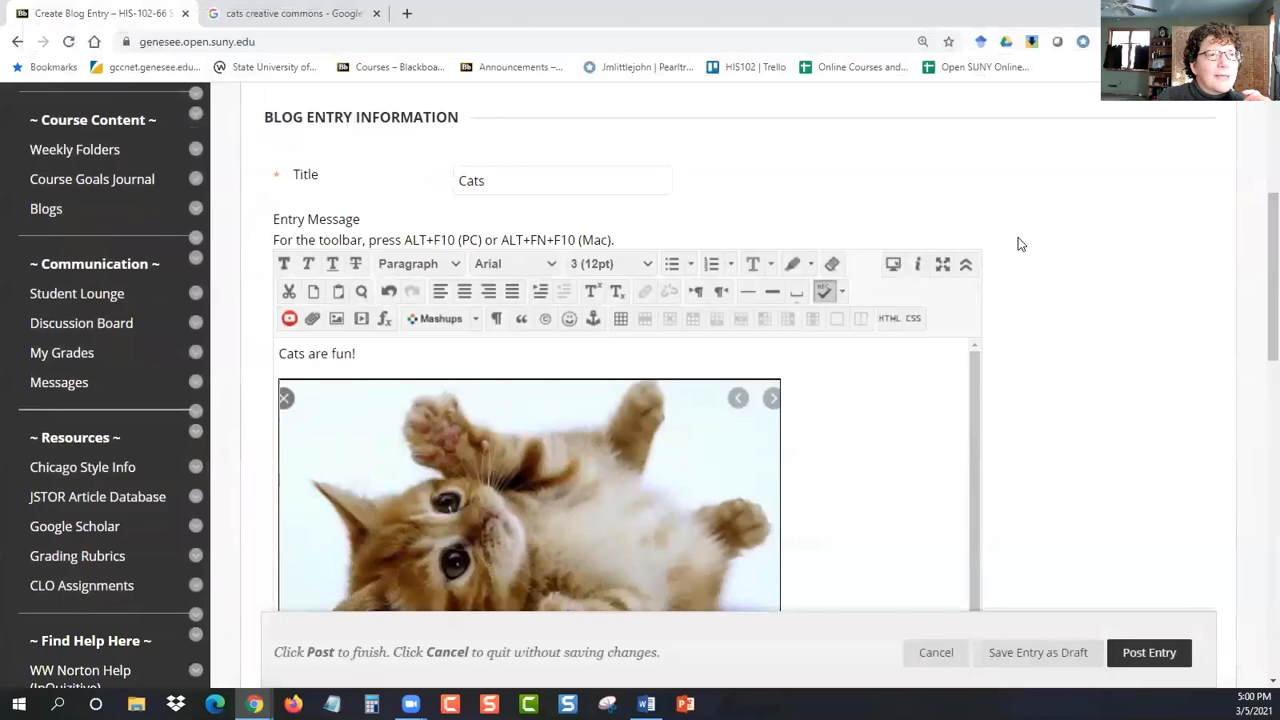 Create Blog Entry – HIS-102-66 S
cats creative commons - Google
genesee.open.suny.edu
Bookmarks
gccnet.genesee.edu...
State University of...
Courses – Blackboa...
Announcements –...
Jmlittlejohn | Pearltr...
HIS102 | Trello
Online Courses and...
Open SUNY Onlin...
~ Course Content ~
Weekly Folders
Course Goals Journal
Blogs
~ Communication ~
Student Lounge
Discussion Board
My Grades
Messages
~ Resources ~
Chicago Style Info
JSTOR Article Database
Google Scholar
Grading Rubrics
CLO Assignments
~ Find Help Here ~
WW Norton Help
(InQuizitive)
BLOG ENTRY INFORMATION
* Title
Cats
Entry Message
For the toolbar, press ALT+F10 (PC) or ALT+FN+F10 (Mac).
T T T T Paragraph Arial 3 (12pt)
Mashups HTML CSS
Cats are fun!
Click Post to finish. Click Cancel to quit without saving changes.
Cancel
Save Entry as Draft
Post Entry
5:00 PM
3/5/2021